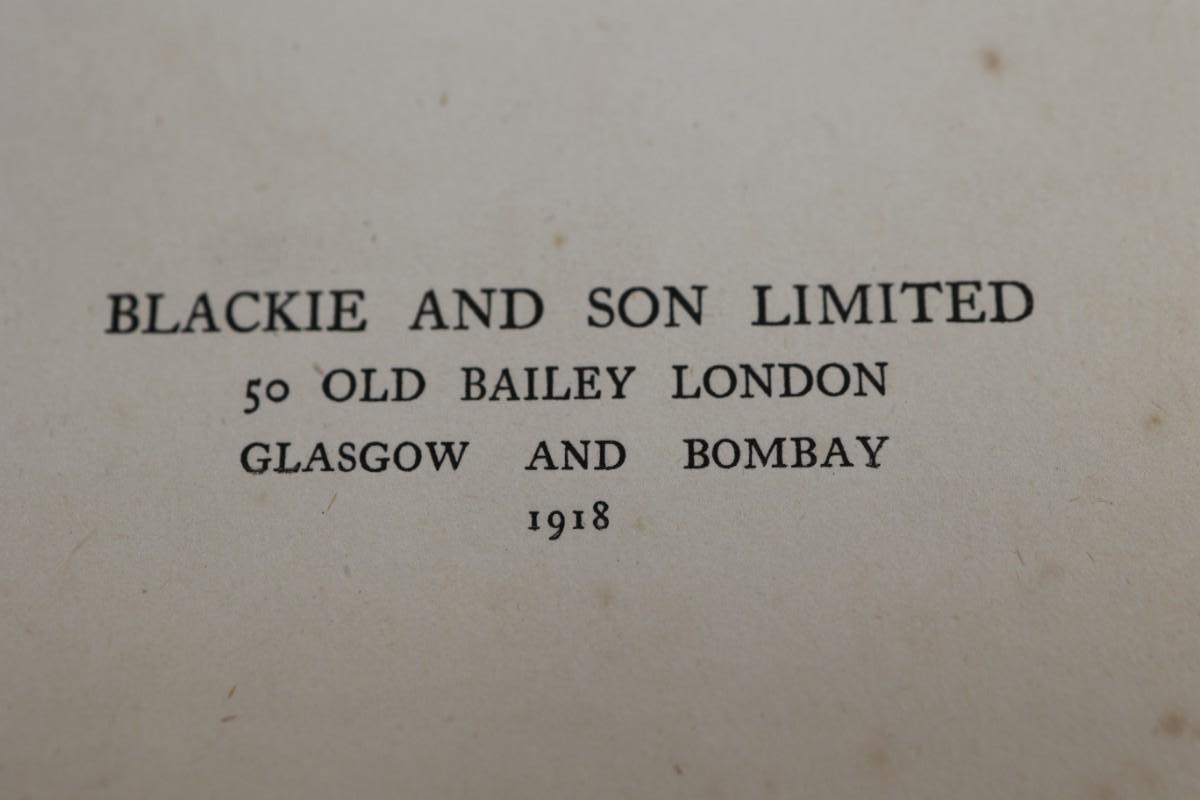 BLACKIE AND SON LIMITED
50 OLD BAILEY LONDON
GLASGOW AND BOMBAY
1918